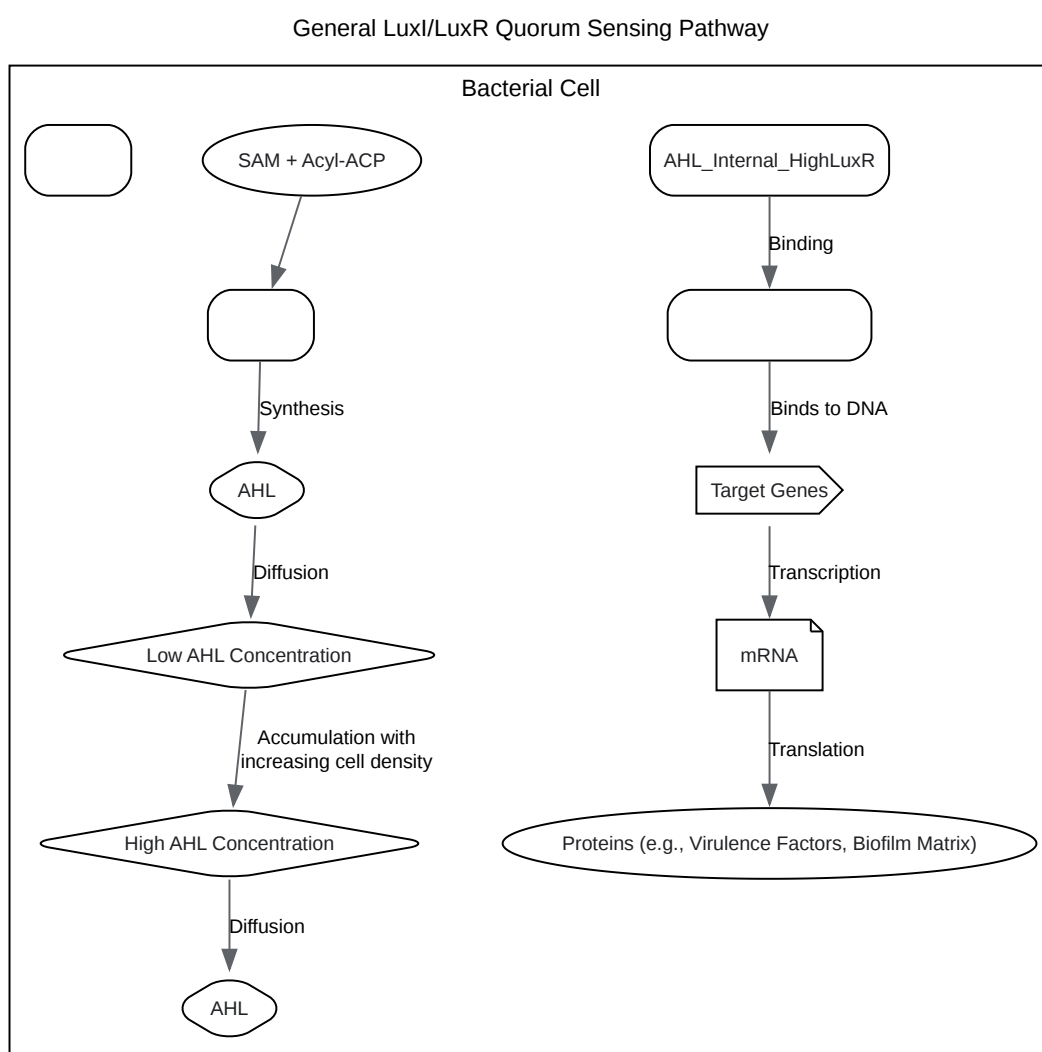 General LuxI/LuxR Quorum Sensing Pathway
Bacterial Cell
SAM + Acyl-ACP
AHL_Internal_HighLuxR
Binding
Synthesis
Binds to DNA
AHL
Target Genes
Diffusion
Transcription
Low AHL Concentration
mRNA
Accumulation with
increasing cell density
Translation
High AHL Concentration
Proteins (e.g., Virulence Factors, Biofilm Matrix)
Diffusion
AHL